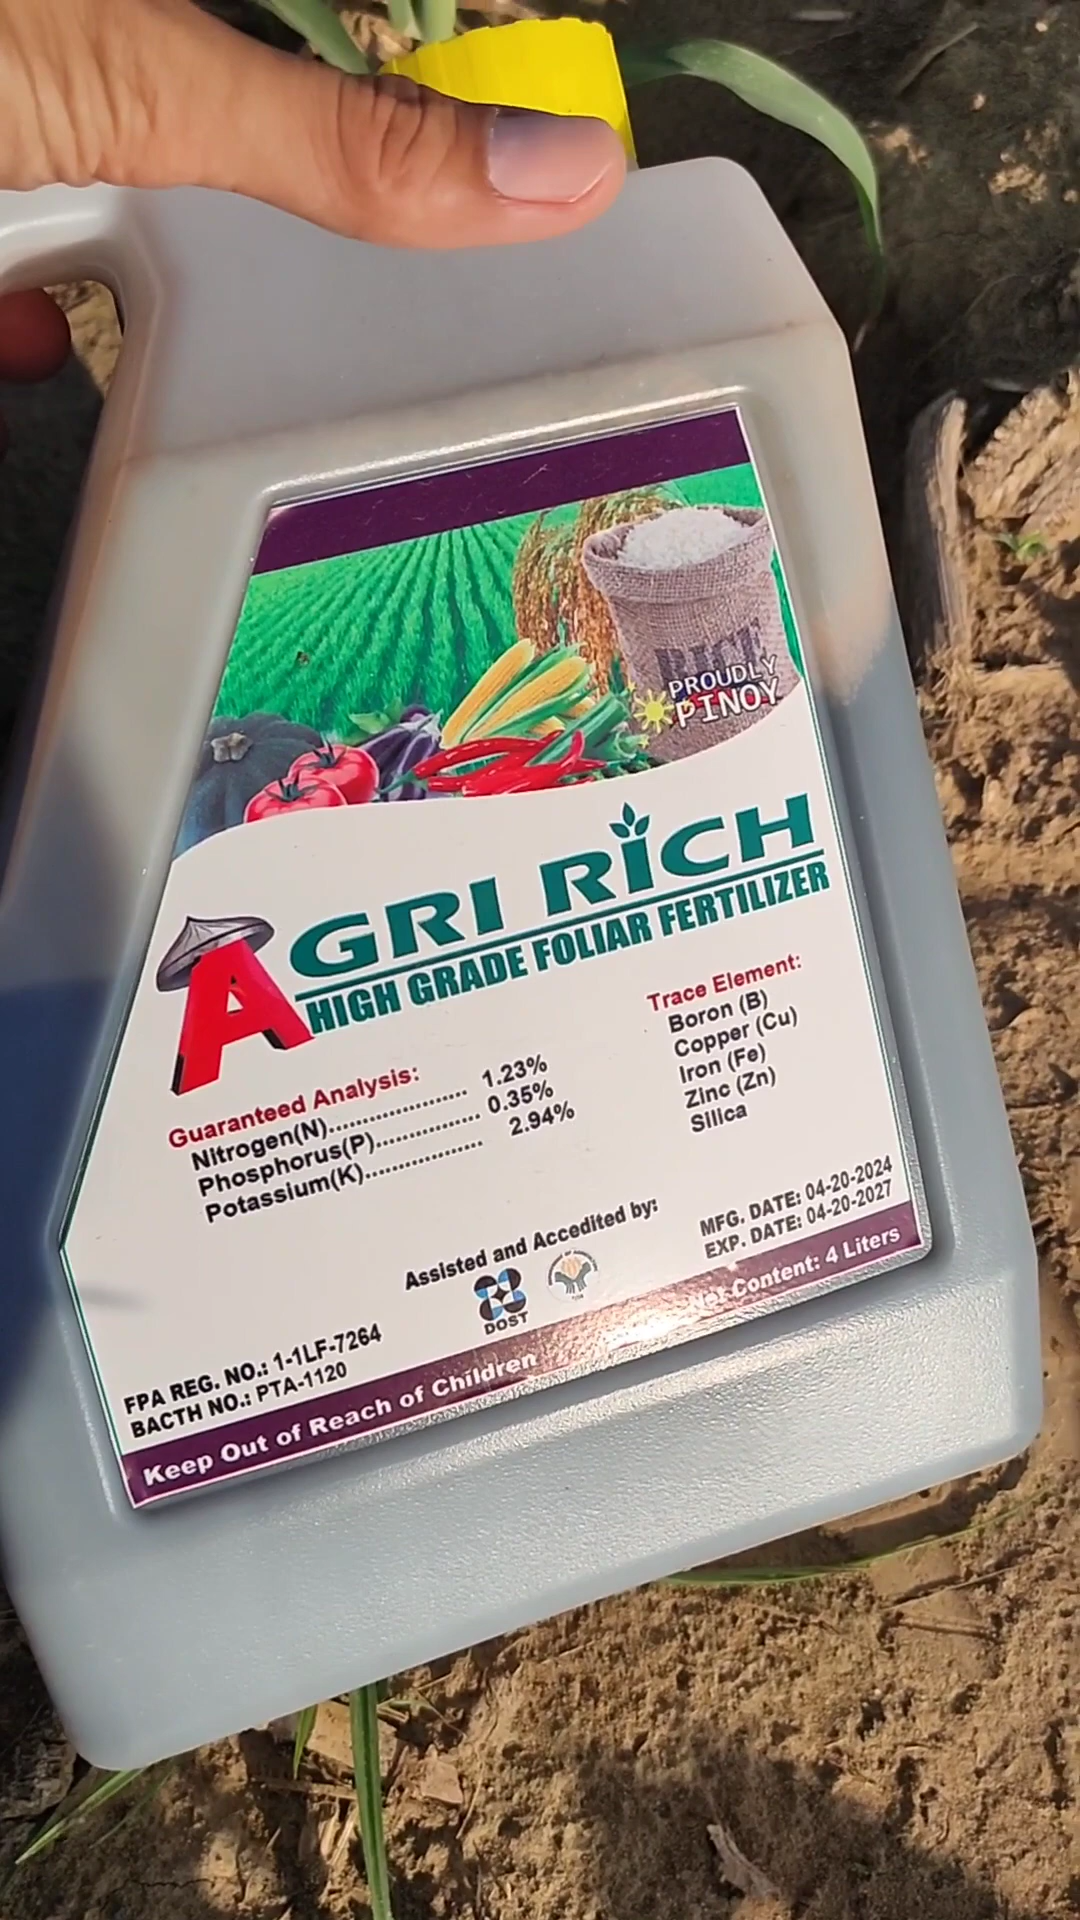 RICE
PROUDLY
PINOY
AGRI RiCH
HIGH GRADE FOLIAR FERTILIZER
Guaranteed Analysis:
Nitrogen(N)..................... 1.23%
Phosphorus(P)................ 0.35%
Potassium(K).................. 2.94%
Trace Element:
Boron (B)
Copper (Cu)
Iron (Fe)
Zinc (Zn)
Silica
Assisted and Accedited by:
DOST
MFG. DATE: 04-20-2024
EXP. DATE: 04-20-2027
FPA REG. NO.: 1-1LF-7264
BACTH NO.: PTA-1120
Keep Out of Reach of Children
Net Content: 4 Liters